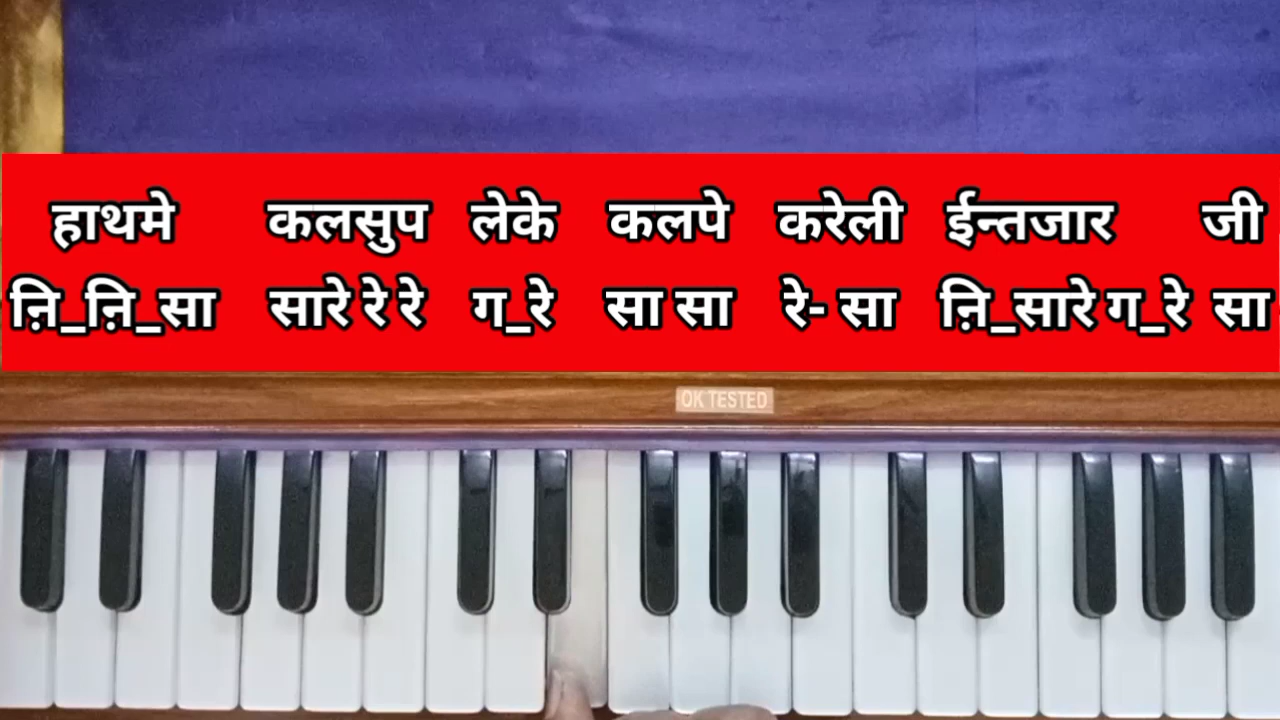 हाथमे कलसुप लेके कलपे करेली ईन्तजार जी
ऩि_ऩि_सा सारे रे रे ग_रे सा सा रे- सा ऩि_सारे ग_रे सा
OK TESTED